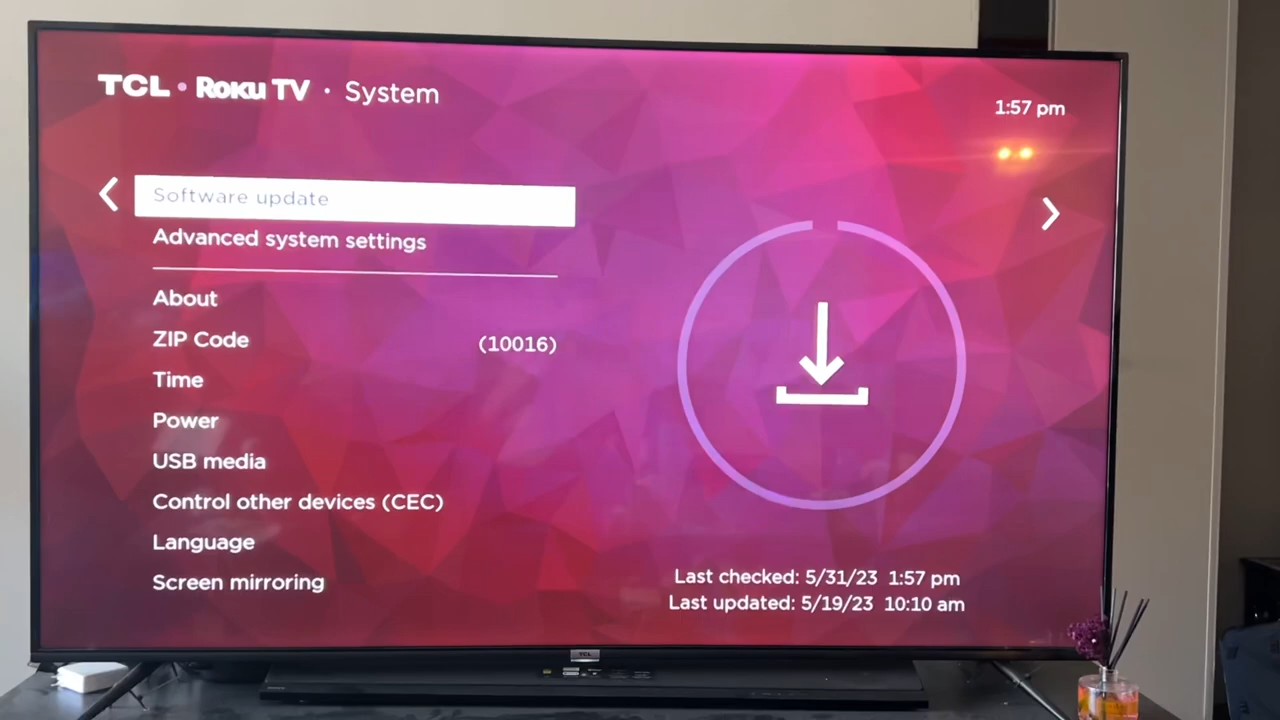 TCL • Roku TV • System
1:57 pm
Software update
Advanced system settings
About
ZIP Code (10016)
Time
Power
USB media
Control other devices (CEC)
Language
Screen mirroring
Last checked: 5/31/23 1:57 pm
Last updated: 5/19/23 10:10 am
TCL